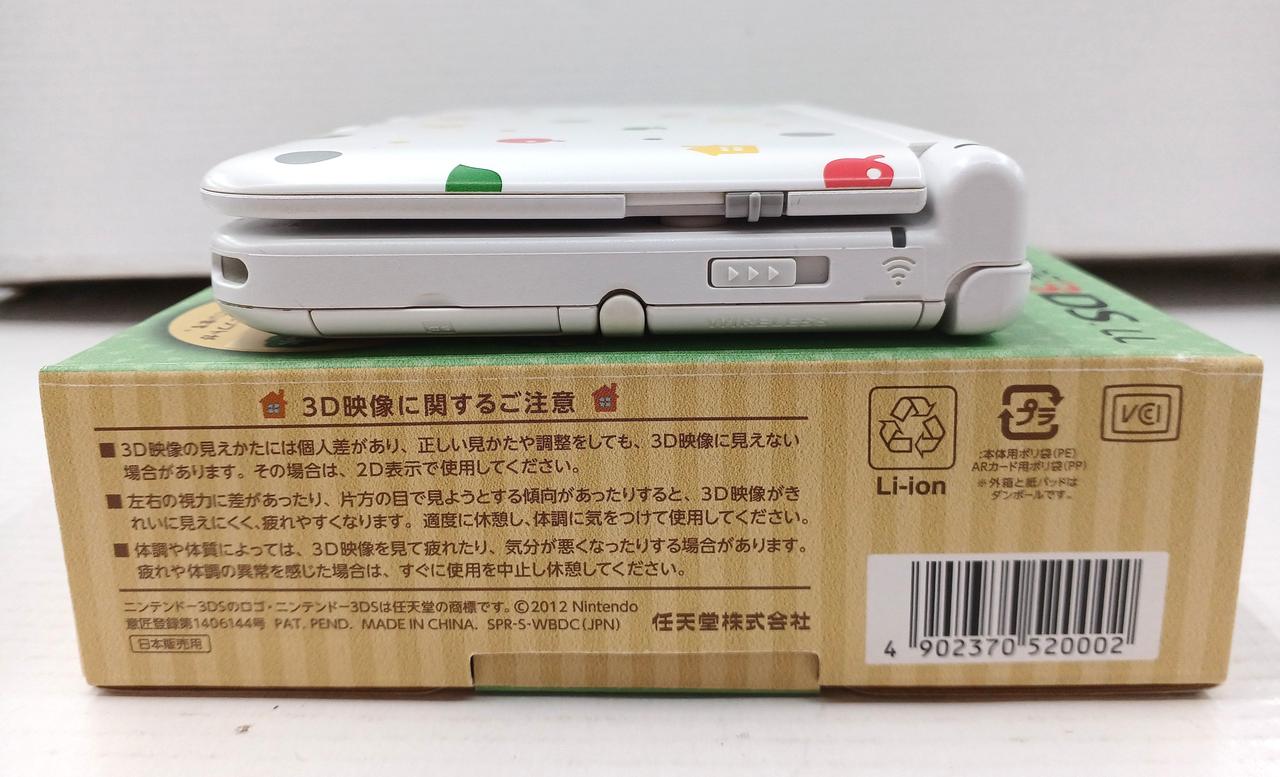 WIRELESS
3DS LL
3D映像に関するご注意
■ 3D映像の見えかたには個人差があり、正しい見かたや調整をしても、3D映像に見えない
場合があります。その場合は、2D表示で使用してください。
■ 左右の視力に差があったり、片方の目で見ようとする傾向があったりすると、3D映像がき
れいに見えにくく、疲れやすくなります。適度に休憩し、体調に気をつけて使用してください。
■ 体調や体質によっては、3D映像を見て疲れたり、気分が悪くなったりする場合があります。
疲れや体調の異常を感じた場合は、すぐに使用を中止し休憩してください。
ニンテンドー3DSのロゴ・ニンテンドー3DSは任天堂の商標です。©2012 Nintendo
意匠登録第1406144号 PAT. PEND. MADE IN CHINA. SPR-S-WBDC(JPN)
任天堂株式会社
日本販売用
Li-ion
プラ
:本体用ポリ袋(PE)
ARカード用ポリ袋(PP)
※外箱と紙パッドは
ダンボールです。
VCI
4 902370 520002